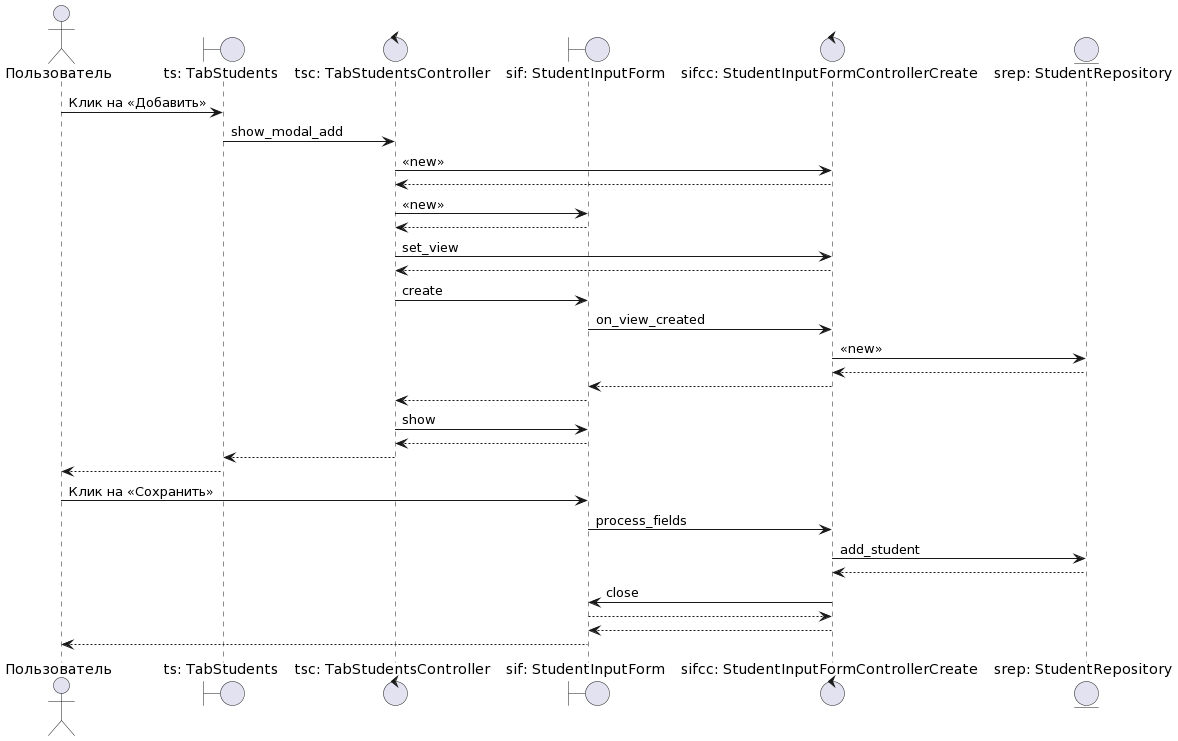 Пользователь ts: TabStudents tsc: TabStudentsController sif: StudentInputForm sifcc: StudentInputFormControllerCreate srep: StudentRepository
Клик на «Добавить»
show_modal_add
«new»
«new»
set_view
create
on_view_created
«new»
show
Клик на «Сохранить»
process_fields
add_student
close
Пользователь ts: TabStudents tsc: TabStudentsController sif: StudentInputForm sifcc: StudentInputFormControllerCreate srep: StudentRepository